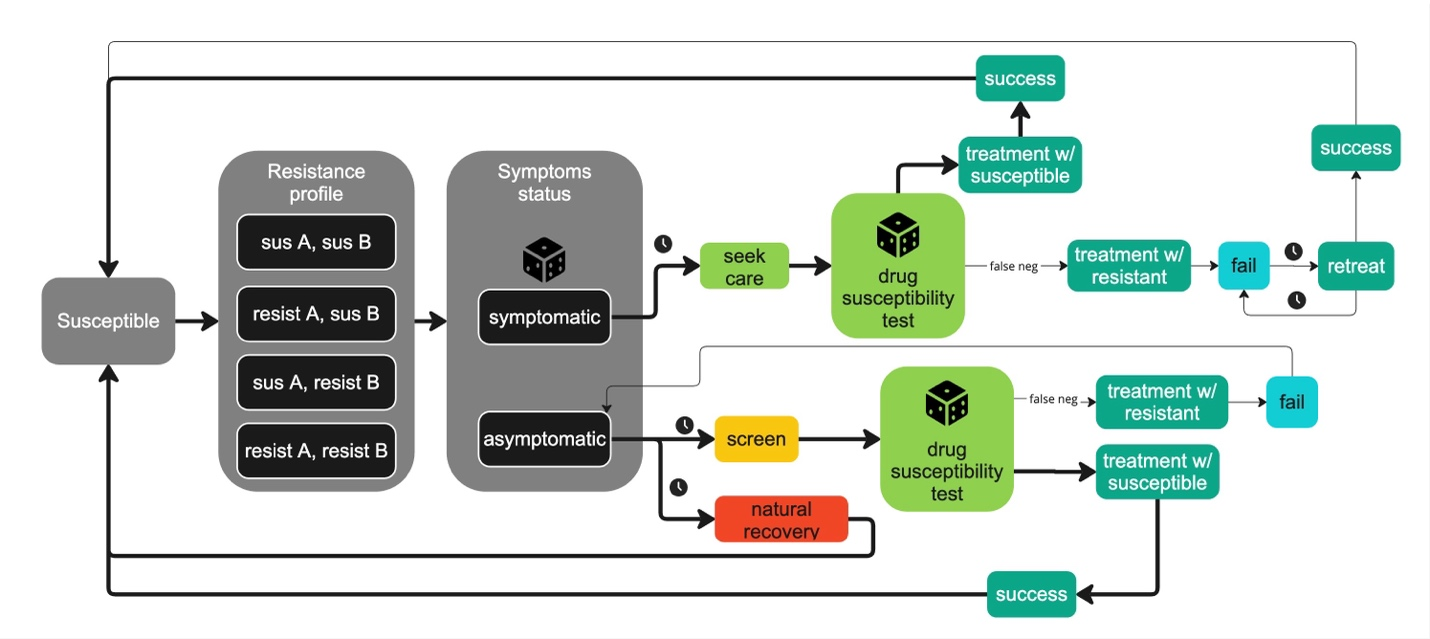 success
success
treatment w/
susceptible
Resistance
profile
Symptoms
status
sus A, sus B
seek
care
drug
susceptibility
test
false neg
treatment w/
resistant
fail
retreat
Susceptible
resist A, sus B
symptomatic
sus A, resist B
asymptomatic
screen
drug
susceptibility
test
false neg
treatment w/
resistant
fail
resist A, resist B
treatment w/
susceptible
natural
recovery
success